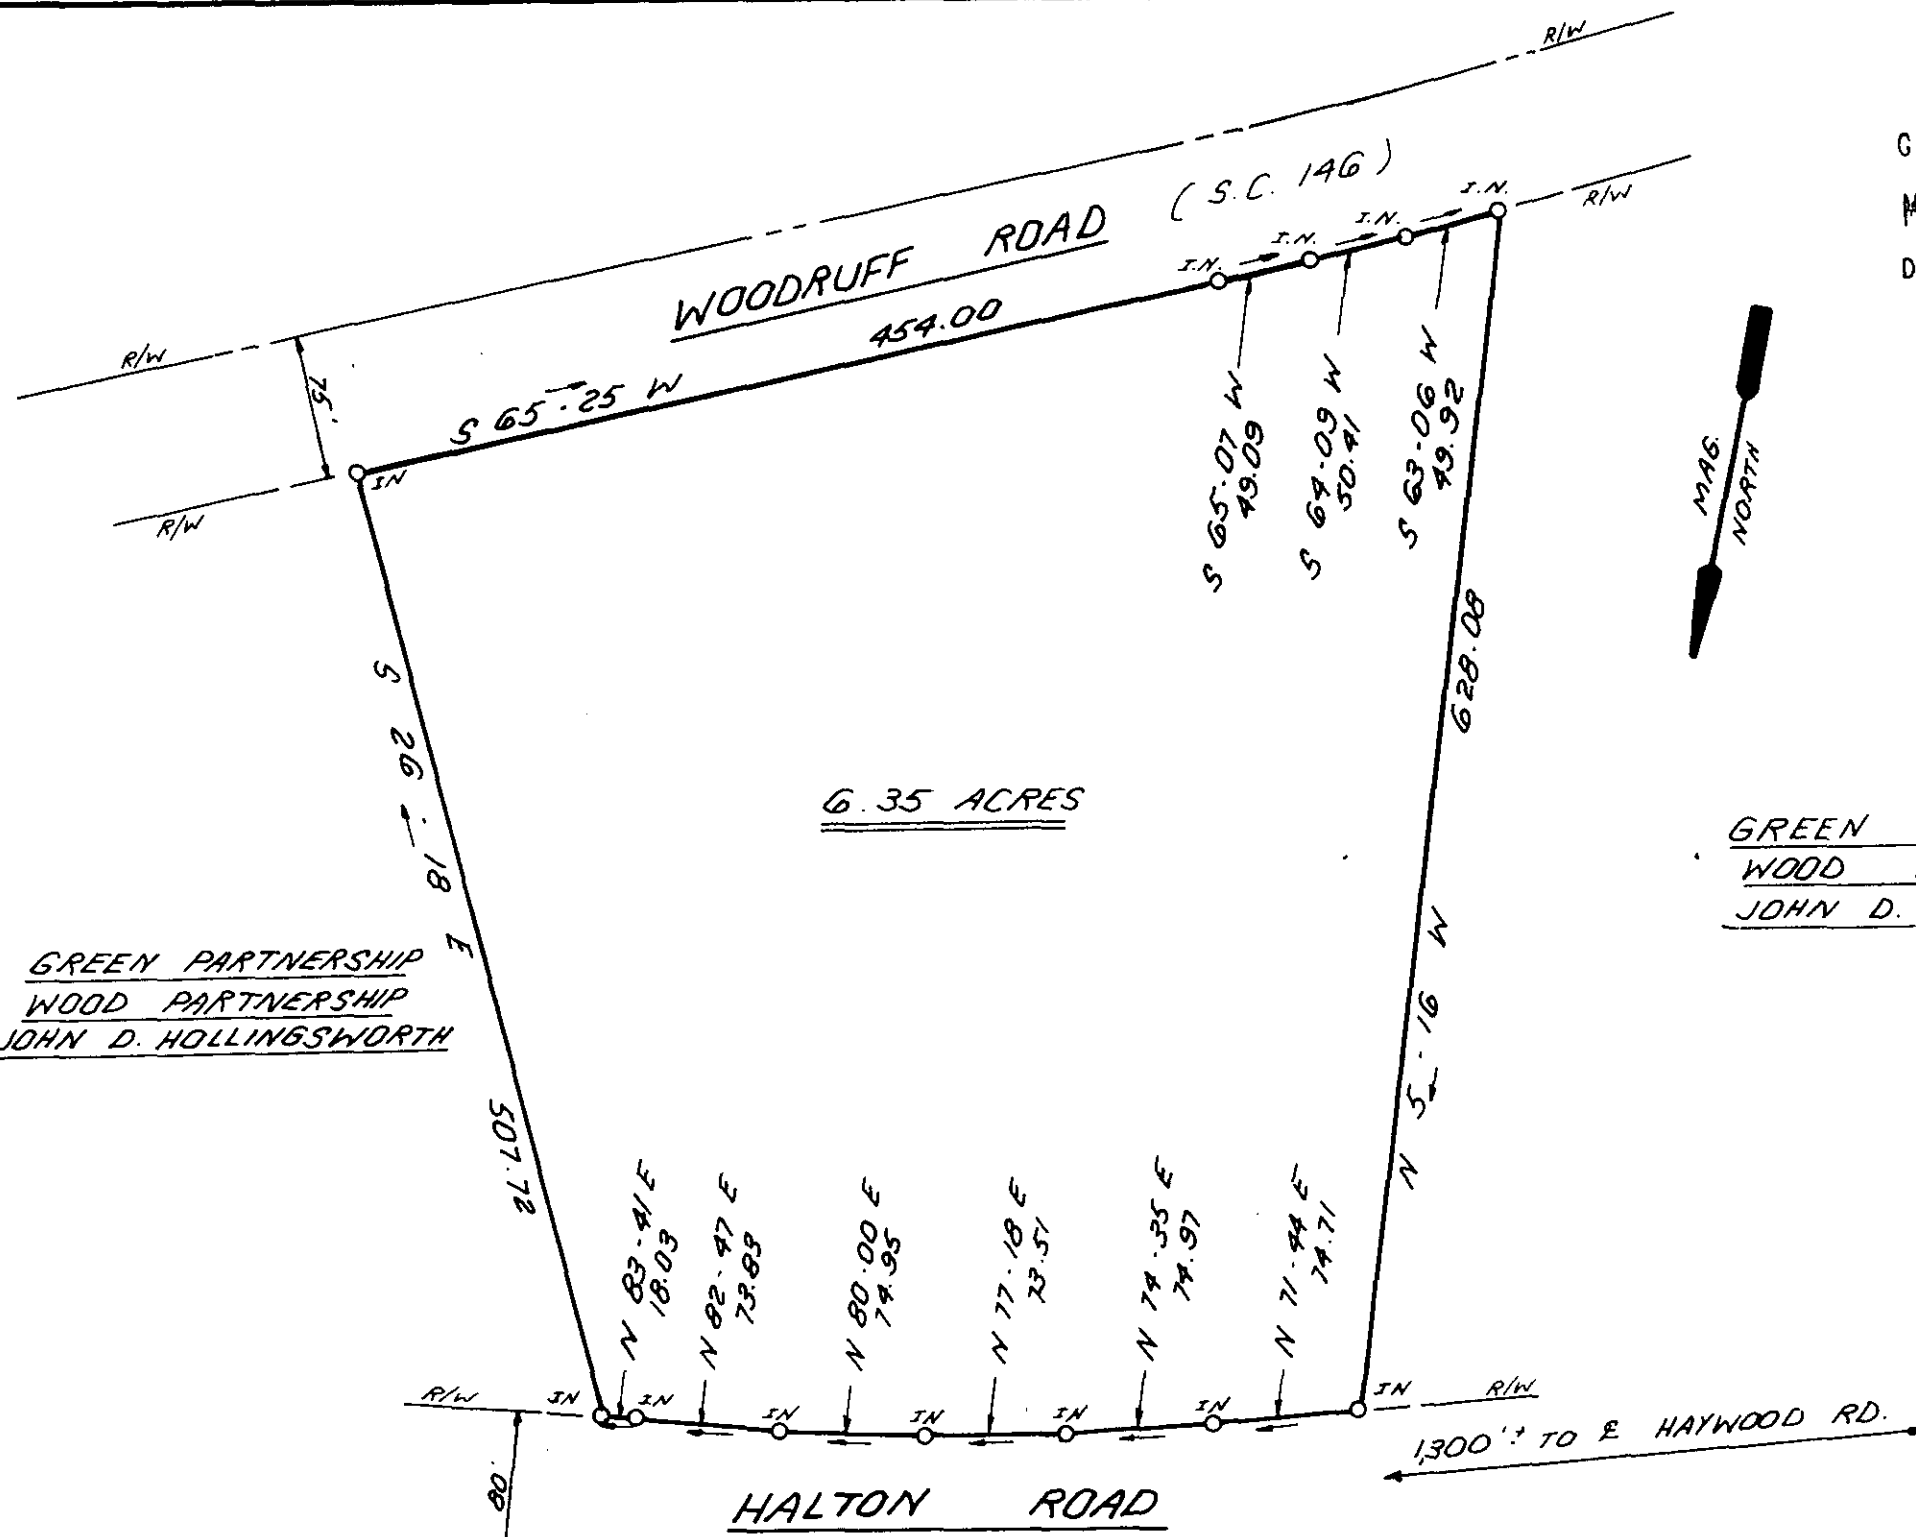 R/W
G
( S.C. 146 )
I.N.
R/W
I.N.
I.N.
I.N.
WOODRUFF ROAD
D
454.00
R/W
75'
S 65-25 W
IN
R/W
S 65-07 W
49.09
S 64-09 W
50.41
S 63-06 W
49.92
MAG.
NORTH
628.08
N 5-16 W
S 26-18 E
507.72
6.35 ACRES
GREEN
WOOD
JOHN D.
GREEN PARTNERSHIP
WOOD PARTNERSHIP
JOHN D. HOLLINGSWORTH
N 83-41 E
18.03
N 82-47 E
73.89
N 80-00 E
74.95
N 77-18 E
73.51
N 74-35 E
74.97
N 71-44 E
74.71
R/W
IN
IN
IN
IN
IN
IN
IN
R/W
1,300'± TO ℄ HAYWOOD RD.
80'
HALTON ROAD